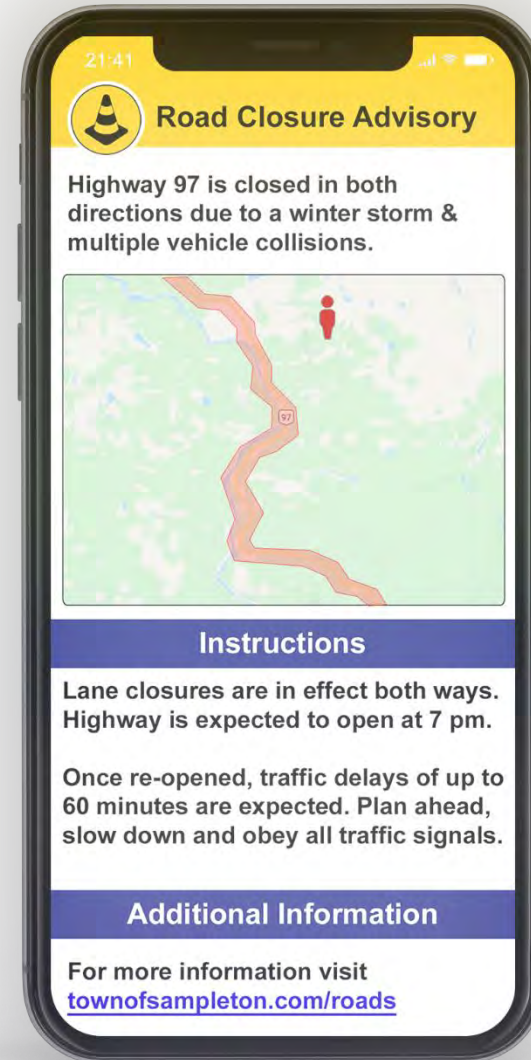 21:41
Road Closure Advisory
Highway 97 is closed in both
directions due to a winter storm &
multiple vehicle collisions.
97
Instructions
Lane closures are in effect both ways.
Highway is expected to open at 7 pm.
Once re-opened, traffic delays of up to
60 minutes are expected. Plan ahead,
slow down and obey all traffic signals.
Additional Information
For more information visit
townofsampleton.com/roads